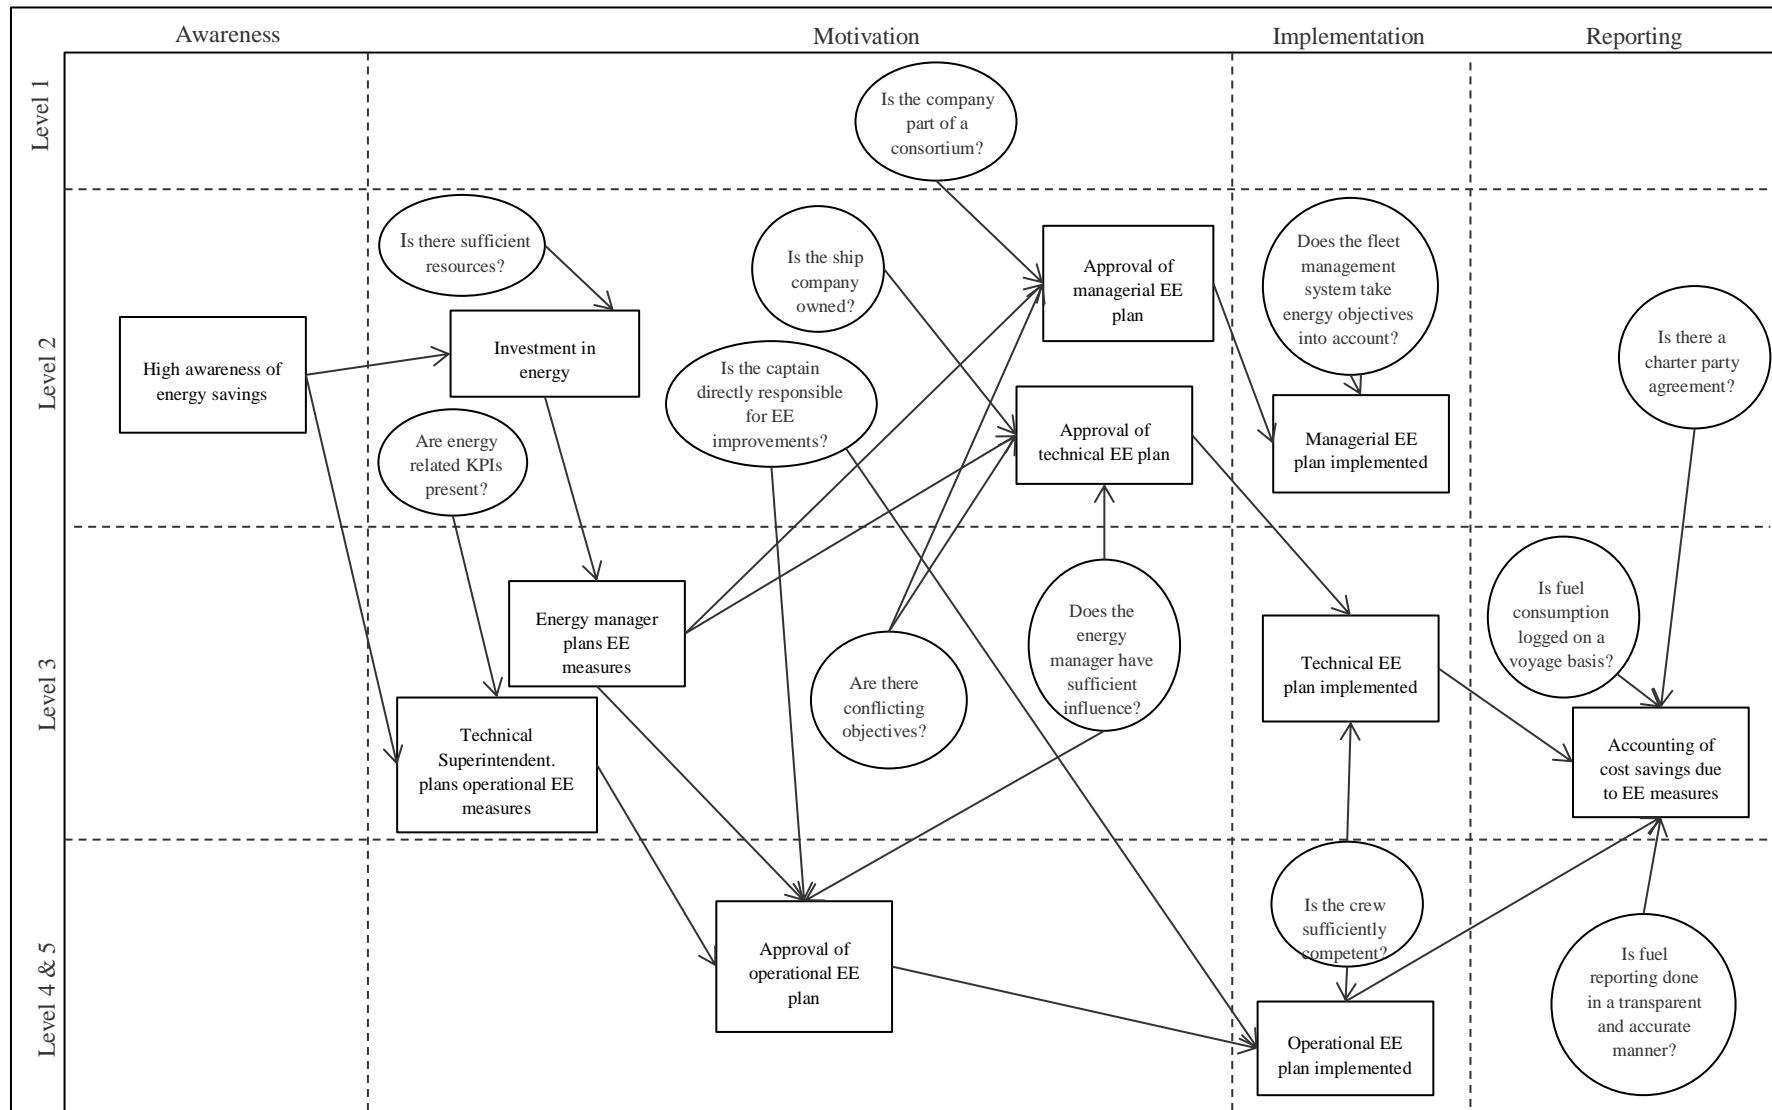 Awareness
Motivation
Implementation
Reporting
Level 1
Is the company
part of a
consortium?
Level 2
High awareness of
energy savings
Is there sufficient
resources?
Investment in
energy
Are energy
related KPIs
present?
Is the ship
company
owned?
Is the captain
directly responsible
for EE
improvements?
Approval of
managerial EE
plan
Approval of
technical EE plan
Does the fleet
management
system take
energy objectives
into account?
Managerial EE
plan implemented
Is there a
charter party
agreement?
Level 3
Energy manager
plans EE
measures
Technical
Superintendent.
plans operational EE
measures
Are there
conflicting
objectives?
Does the
energy
manager have
sufficient
influence?
Technical EE
plan implemented
Is fuel
consumption
logged on a
voyage basis?
Accounting of
cost savings due
to EE measures
Level 4 & 5
Approval of
operational EE
plan
Is the crew
sufficiently
competent?
Operational EE
plan implemented
Is fuel
reporting done
in a transparent
and accurate
manner?